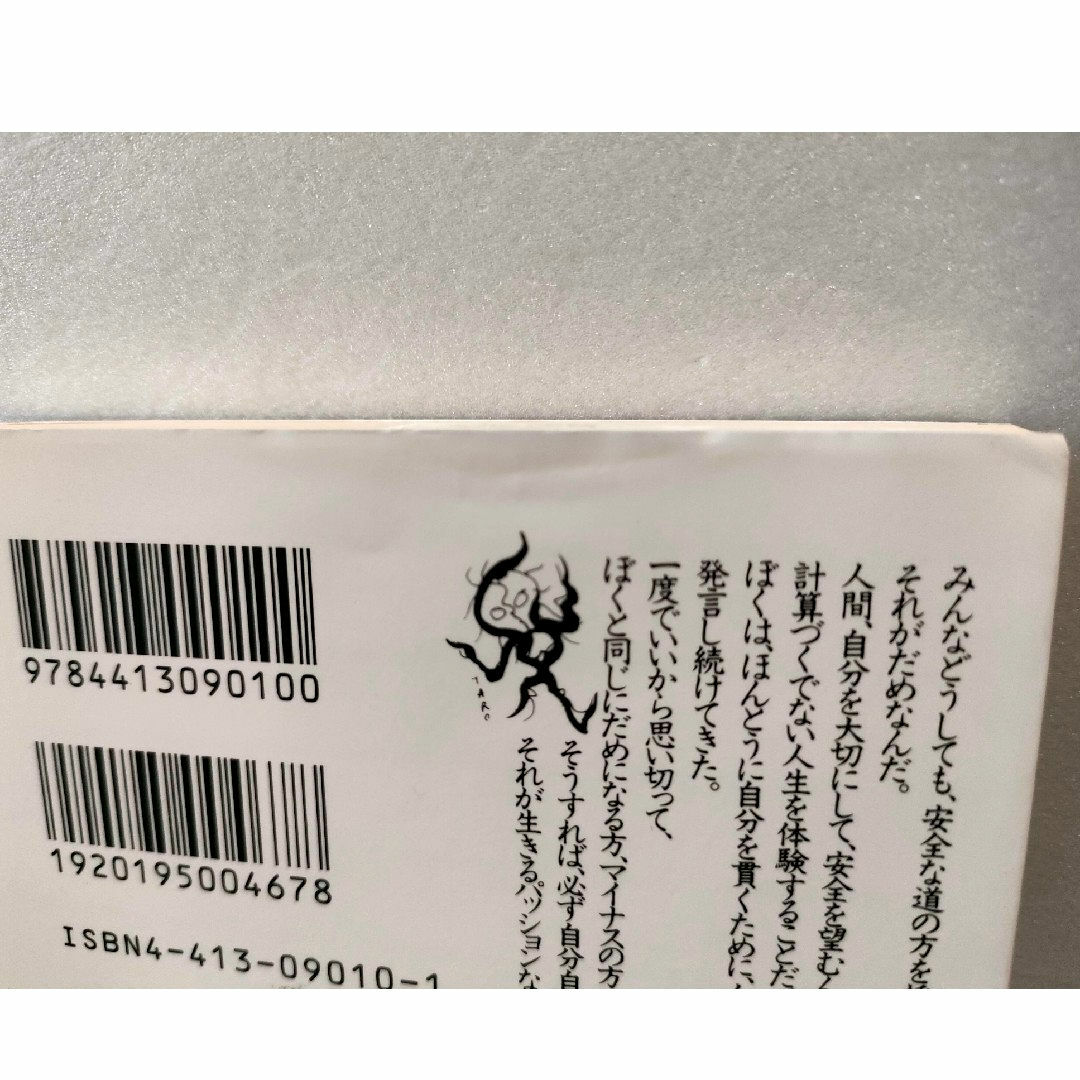 みんなどうしても、安全な道の方を
それがだめなんだ。
人間、自分を大切にして、安全を望む
計算づくでない人生を体験することだ
ぼくは、ほんとうに自分を貫くために、
発言し続けてきた。
一度でいいから思い切って、
ぼくと同じにだめになる方、マイナスの方
そうすれば、必ず自分自
それが生きるパッションな
TARO
9784413090100
1920195004678
ISBN4-413-09010-1